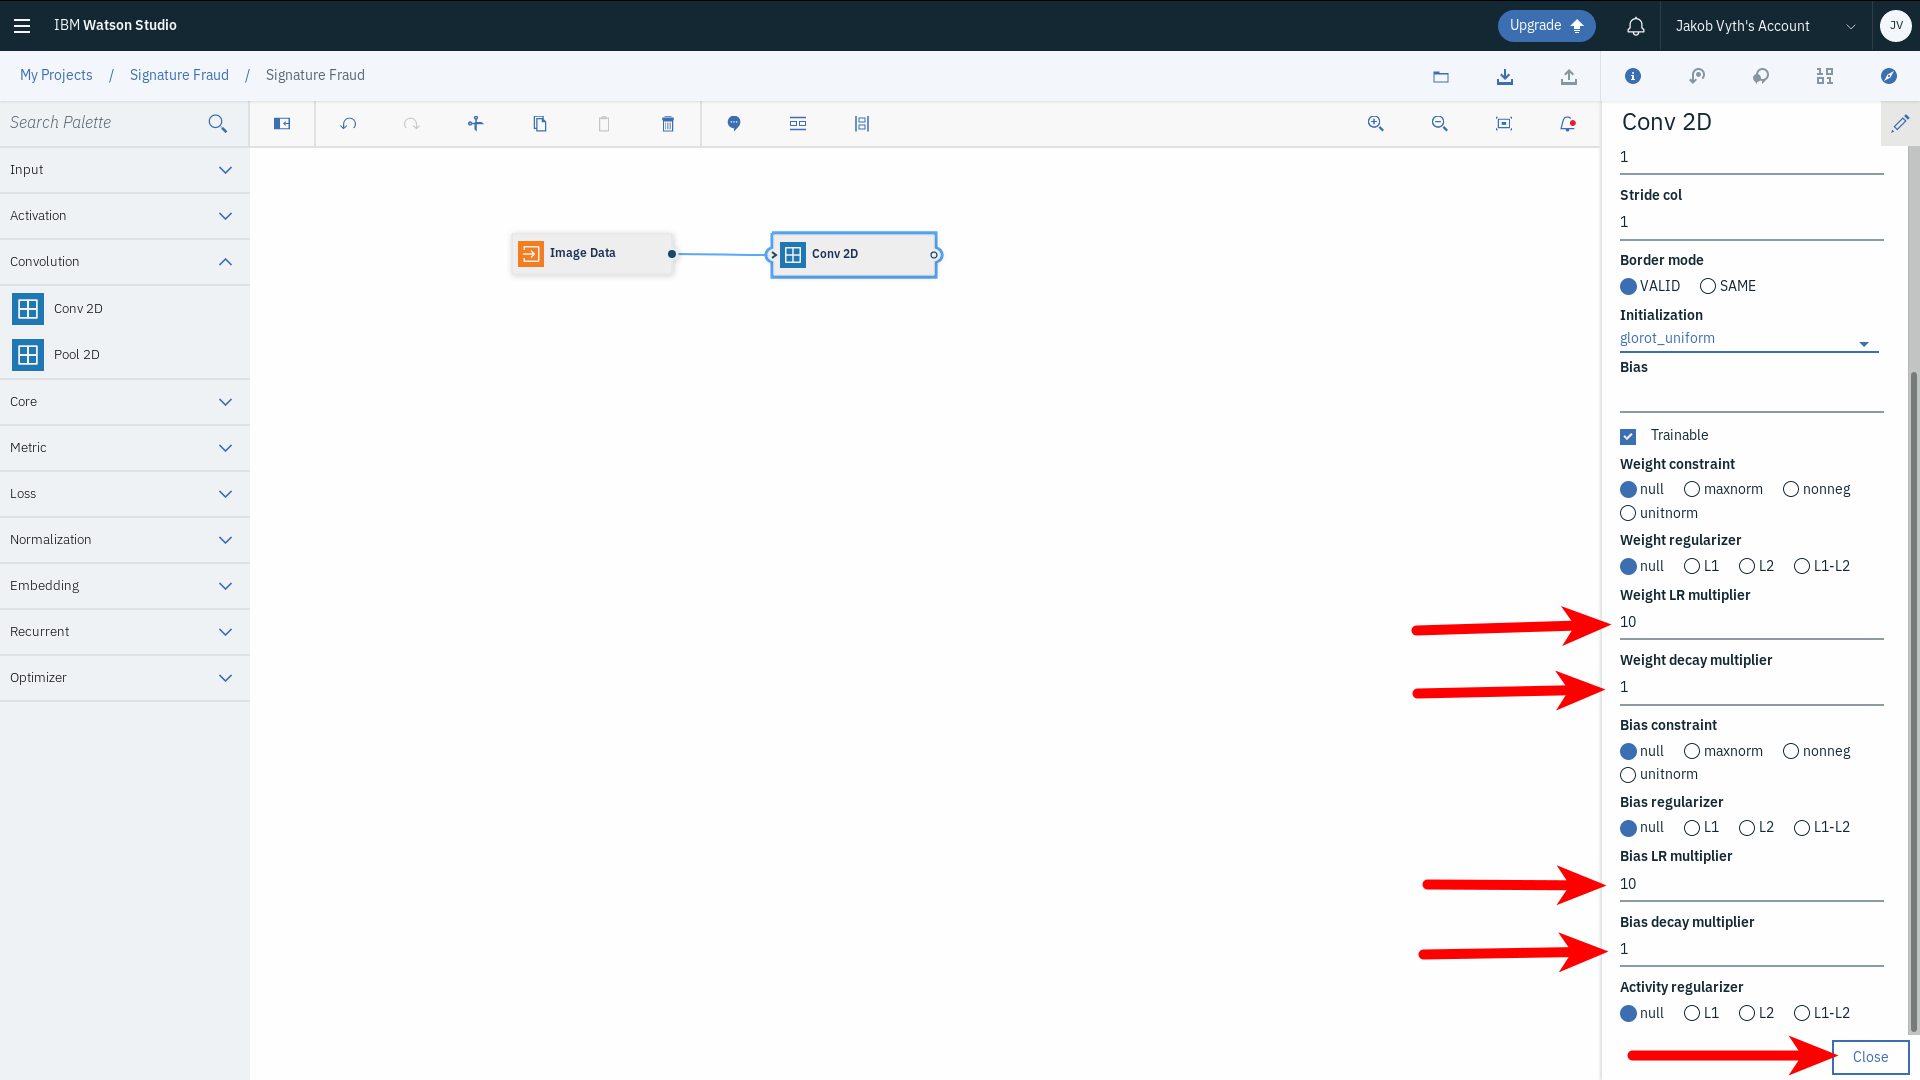 IBM Watson Studio
Upgrade
Jakob Vyth's Account
JV
My Projects / Signature Fraud / Signature Fraud
Search Palette
Input
Activation
Convolution
Conv 2D
Pool 2D
Core
Metric
Loss
Normalization
Embedding
Recurrent
Optimizer
Image Data
Conv 2D
Conv 2D
1
Stride col
1
Border mode
VALID SAME
Initialization
glorot_uniform
Bias
Trainable
Weight constraint
null maxnorm nonneg
unitnorm
Weight regularizer
null L1 L2 L1-L2
Weight LR multiplier
10
Weight decay multiplier
1
Bias constraint
null maxnorm nonneg
unitnorm
Bias regularizer
null L1 L2 L1-L2
Bias LR multiplier
10
Bias decay multiplier
1
Activity regularizer
null L1 L2 L1-L2
Close